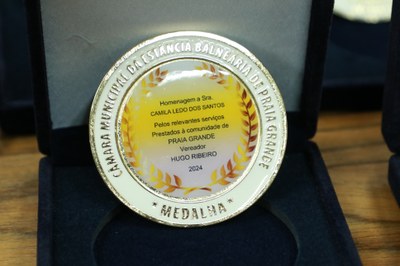 CÂMARA MUNICIPAL DA ESTÂNCIA BALNEÁRIA DE PRAIA GRANDE
Homenagem a Sra.
CAMILA LEDO DOS SANTOS
Pelos relevantes serviços
Prestados à comunidade de
PRAIA GRANDE
Vereador
HUGO RIBEIRO
2024
* MEDALHA *